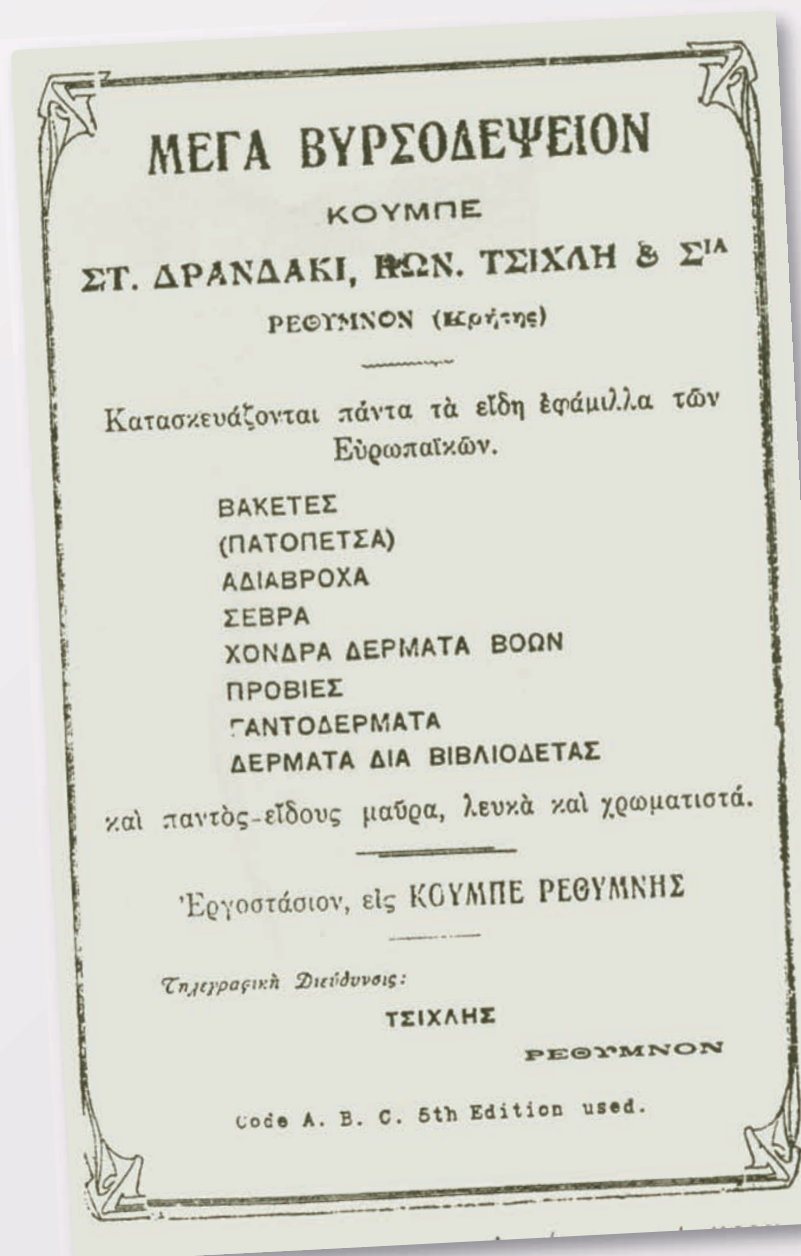 ΜΕΓΑ ΒΥΡΣΟΔΕΨΕΙΟΝ
ΚΟΥΜΠΕ
ΣΤ. ΔΡΑΝΔΑΚΙ, ΚΩΝ. ΤΣΙΧΛΗ & ΣΙΑ
ΡΕΘΥΜΝΟΝ (Κρήτης)
Κατασκευάζονται πάντα τὰ εἴδη ἐφάμιλλα τῶν
Εὐρωπαϊκῶν.
ΒΑΚΕΤΕΣ
(ΠΑΤΟΠΕΤΣΑ)
ΑΔΙΑΒΡΟΧΑ
ΣΕΒΡΑ
ΧΟΝΔΡΑ ΔΕΡΜΑΤΑ ΒΟΩΝ
ΠΡΟΒΙΕΣ
ΓΑΝΤΟΔΕΡΜΑΤΑ
ΔΕΡΜΑΤΑ ΔΙΑ ΒΙΒΛΙΟΔΕΤΑΣ
καὶ παντὸς-εἴδους μαῦρα, λευκὰ καὶ χρωματιστά.
Ἐργοστάσιον, εἰς ΚΟΥΜΠΕ ΡΕΘΥΜΝΗΣ
Τηλεγραφικὴ Διεύθυνσις:
ΤΣΙΧΛΗΣ
ΡΕΘΥΜΝΟΝ
Code A. B. C. 5th Edition used.